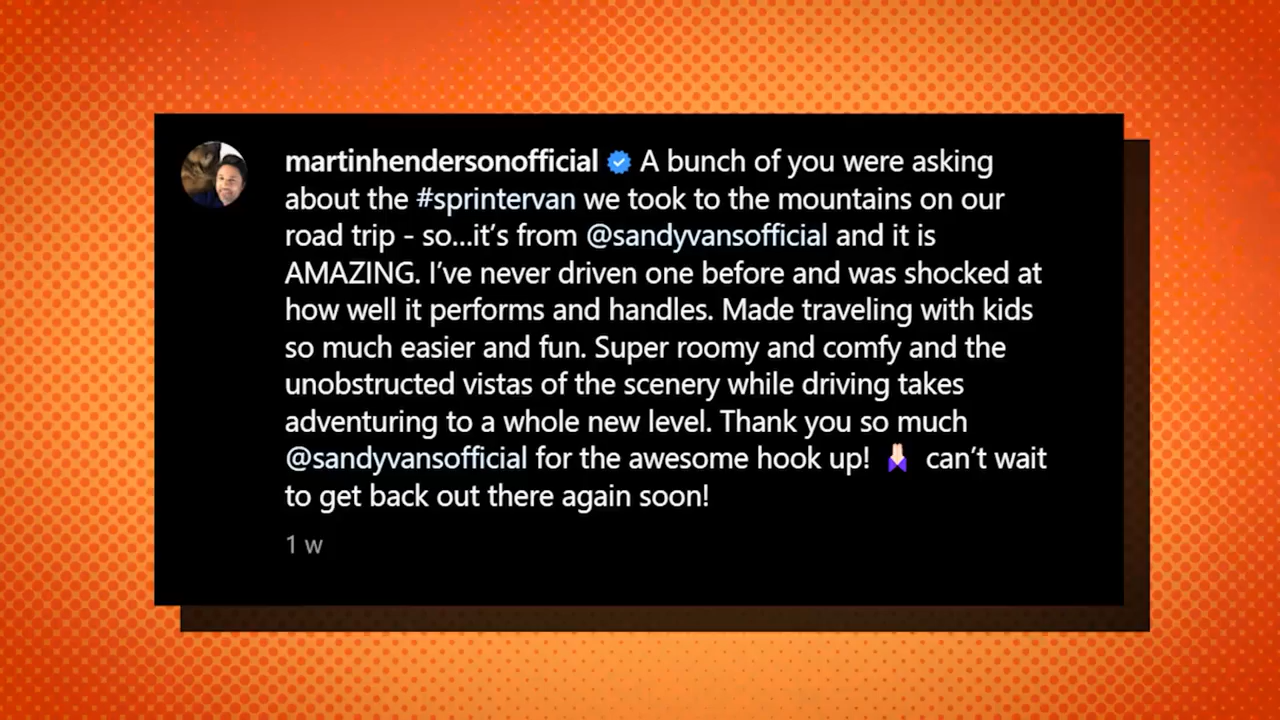 martinhendersonofficial A bunch of you were asking
about the #sprintervan we took to the mountains on our
road trip - so...it's from @sandyvansofficial and it is
AMAZING. I've never driven one before and was shocked at
how well it performs and handles. Made traveling with kids
so much easier and fun. Super roomy and comfy and the
unobstructed vistas of the scenery while driving takes
adventuring to a whole new level. Thank you so much
@sandyvansofficial for the awesome hook up! 🙏🏻 can't wait
to get back out there again soon!
1 w